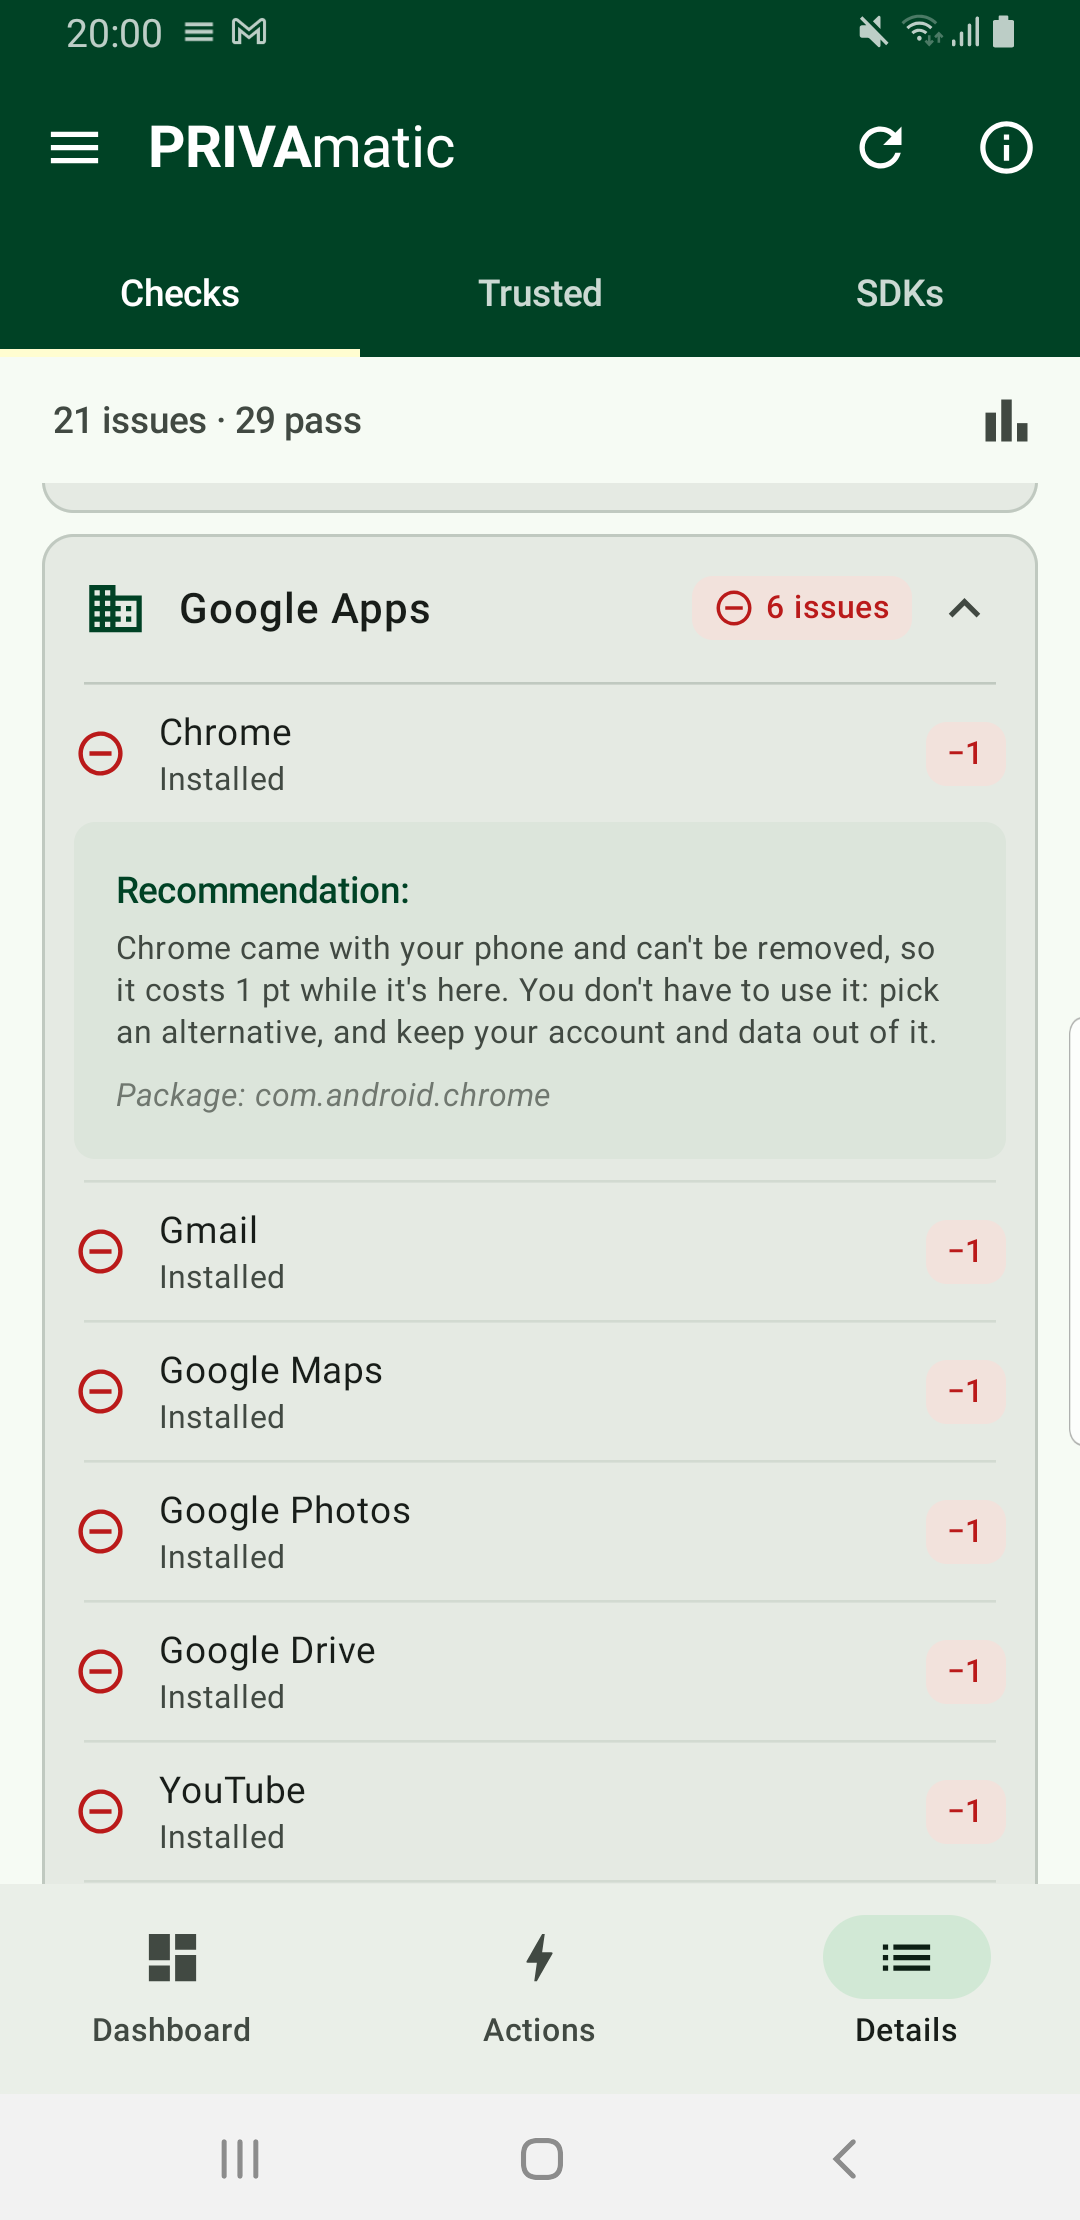 20:00
PRIVAmatic
Checks
Trusted
SDKs
21 issues · 29 pass
Google Apps
6 issues
Chrome
Installed
−1
Recommendation:
Chrome came with your phone and can't be removed, so
it costs 1 pt while it's here. You don't have to use it: pick
an alternative, and keep your account and data out of it.
Package: com.android.chrome
Gmail
Installed
−1
Google Maps
Installed
−1
Google Photos
Installed
−1
Google Drive
Installed
−1
YouTube
Installed
−1
Dashboard
Actions
Details